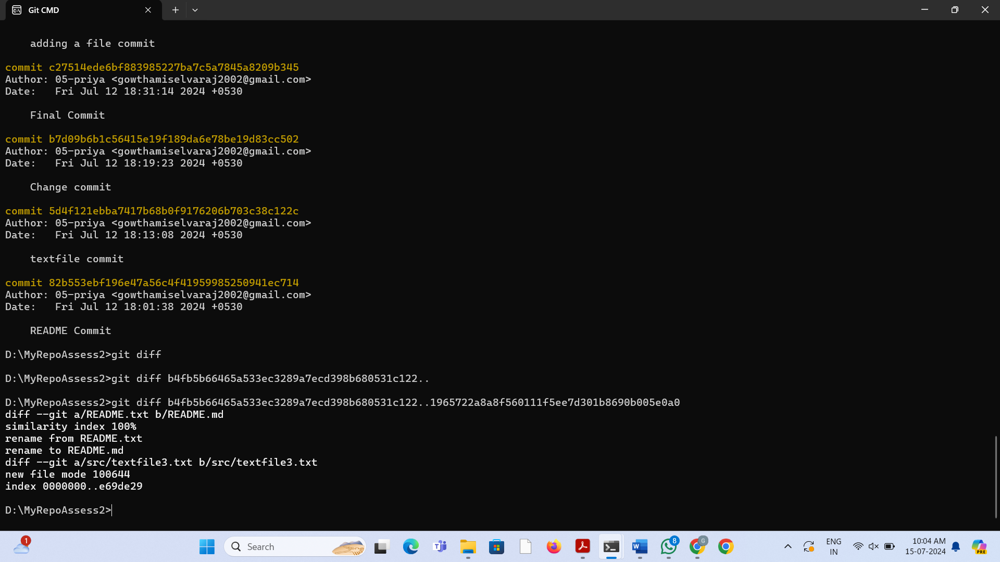 Git CMD
adding a file commit
commit c27514ede6bf883985227ba7c5a7845a8209b345
Author: 05-priya <gowthamiselvaraj2002@gmail.com>
Date:   Fri Jul 12 18:31:14 2024 +0530
Final Commit
commit b7d09b6b1c56415e19f189da6e78be19d83cc502
Author: 05-priya <gowthamiselvaraj2002@gmail.com>
Date:   Fri Jul 12 18:19:23 2024 +0530
Change commit
commit 5d4f121ebba7417b68b0f9176206b703c38c122c
Author: 05-priya <gowthamiselvaraj2002@gmail.com>
Date:   Fri Jul 12 18:13:08 2024 +0530
textfile commit
commit 82b553ebf196e47a56c4f41959985250941ec714
Author: 05-priya <gowthamiselvaraj2002@gmail.com>
Date:   Fri Jul 12 18:01:38 2024 +0530
README Commit
D:\MyRepoAssess2>git diff
D:\MyRepoAssess2>git diff b4fb5b66465a533ec3289a7ecd398b680531c122..
D:\MyRepoAssess2>git diff b4fb5b66465a533ec3289a7ecd398b680531c122..1965722a8a8f560111f5ee7d301b8690b005e0a0
diff --git a/README.txt b/README.md
similarity index 100%
rename from README.txt
rename to README.md
diff --git a/src/textfile3.txt b/src/textfile3.txt
new file mode 100644
index 0000000..e69de29
D:\MyRepoAssess2>
1
Search
8
G
ENG
IN
10:04 AM
15-07-2024
PRE